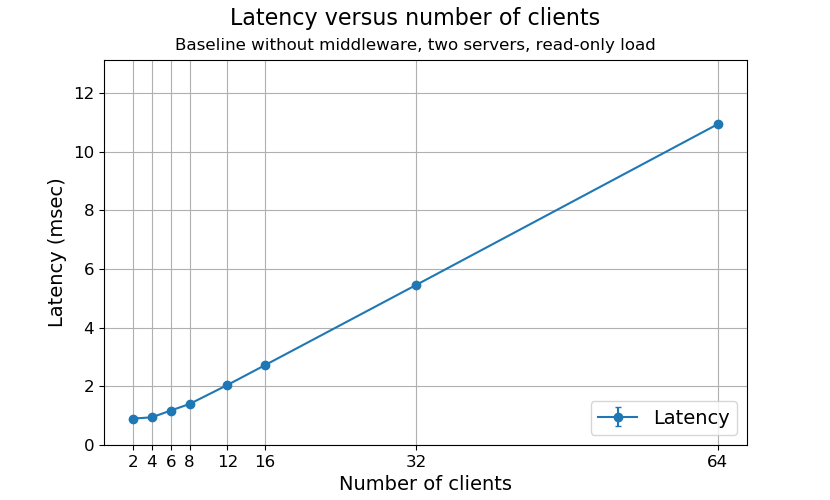 Latency versus number of clients
Baseline without middleware, two servers, read-only load
12
10
8
6
4
2
0
Latency (msec)
Latency
2 4 6 8 12 16 32 64
Number of clients